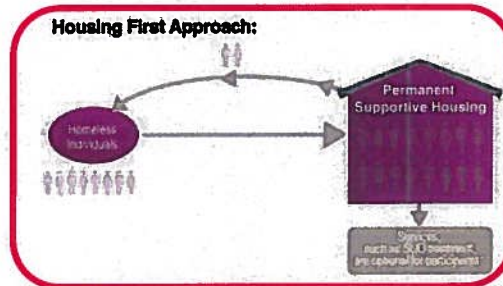 Housing First Approach:
Permanent
Supportive Housing
Homeless
Individuals
Services,
such as SUD treatment,
are optional for participants